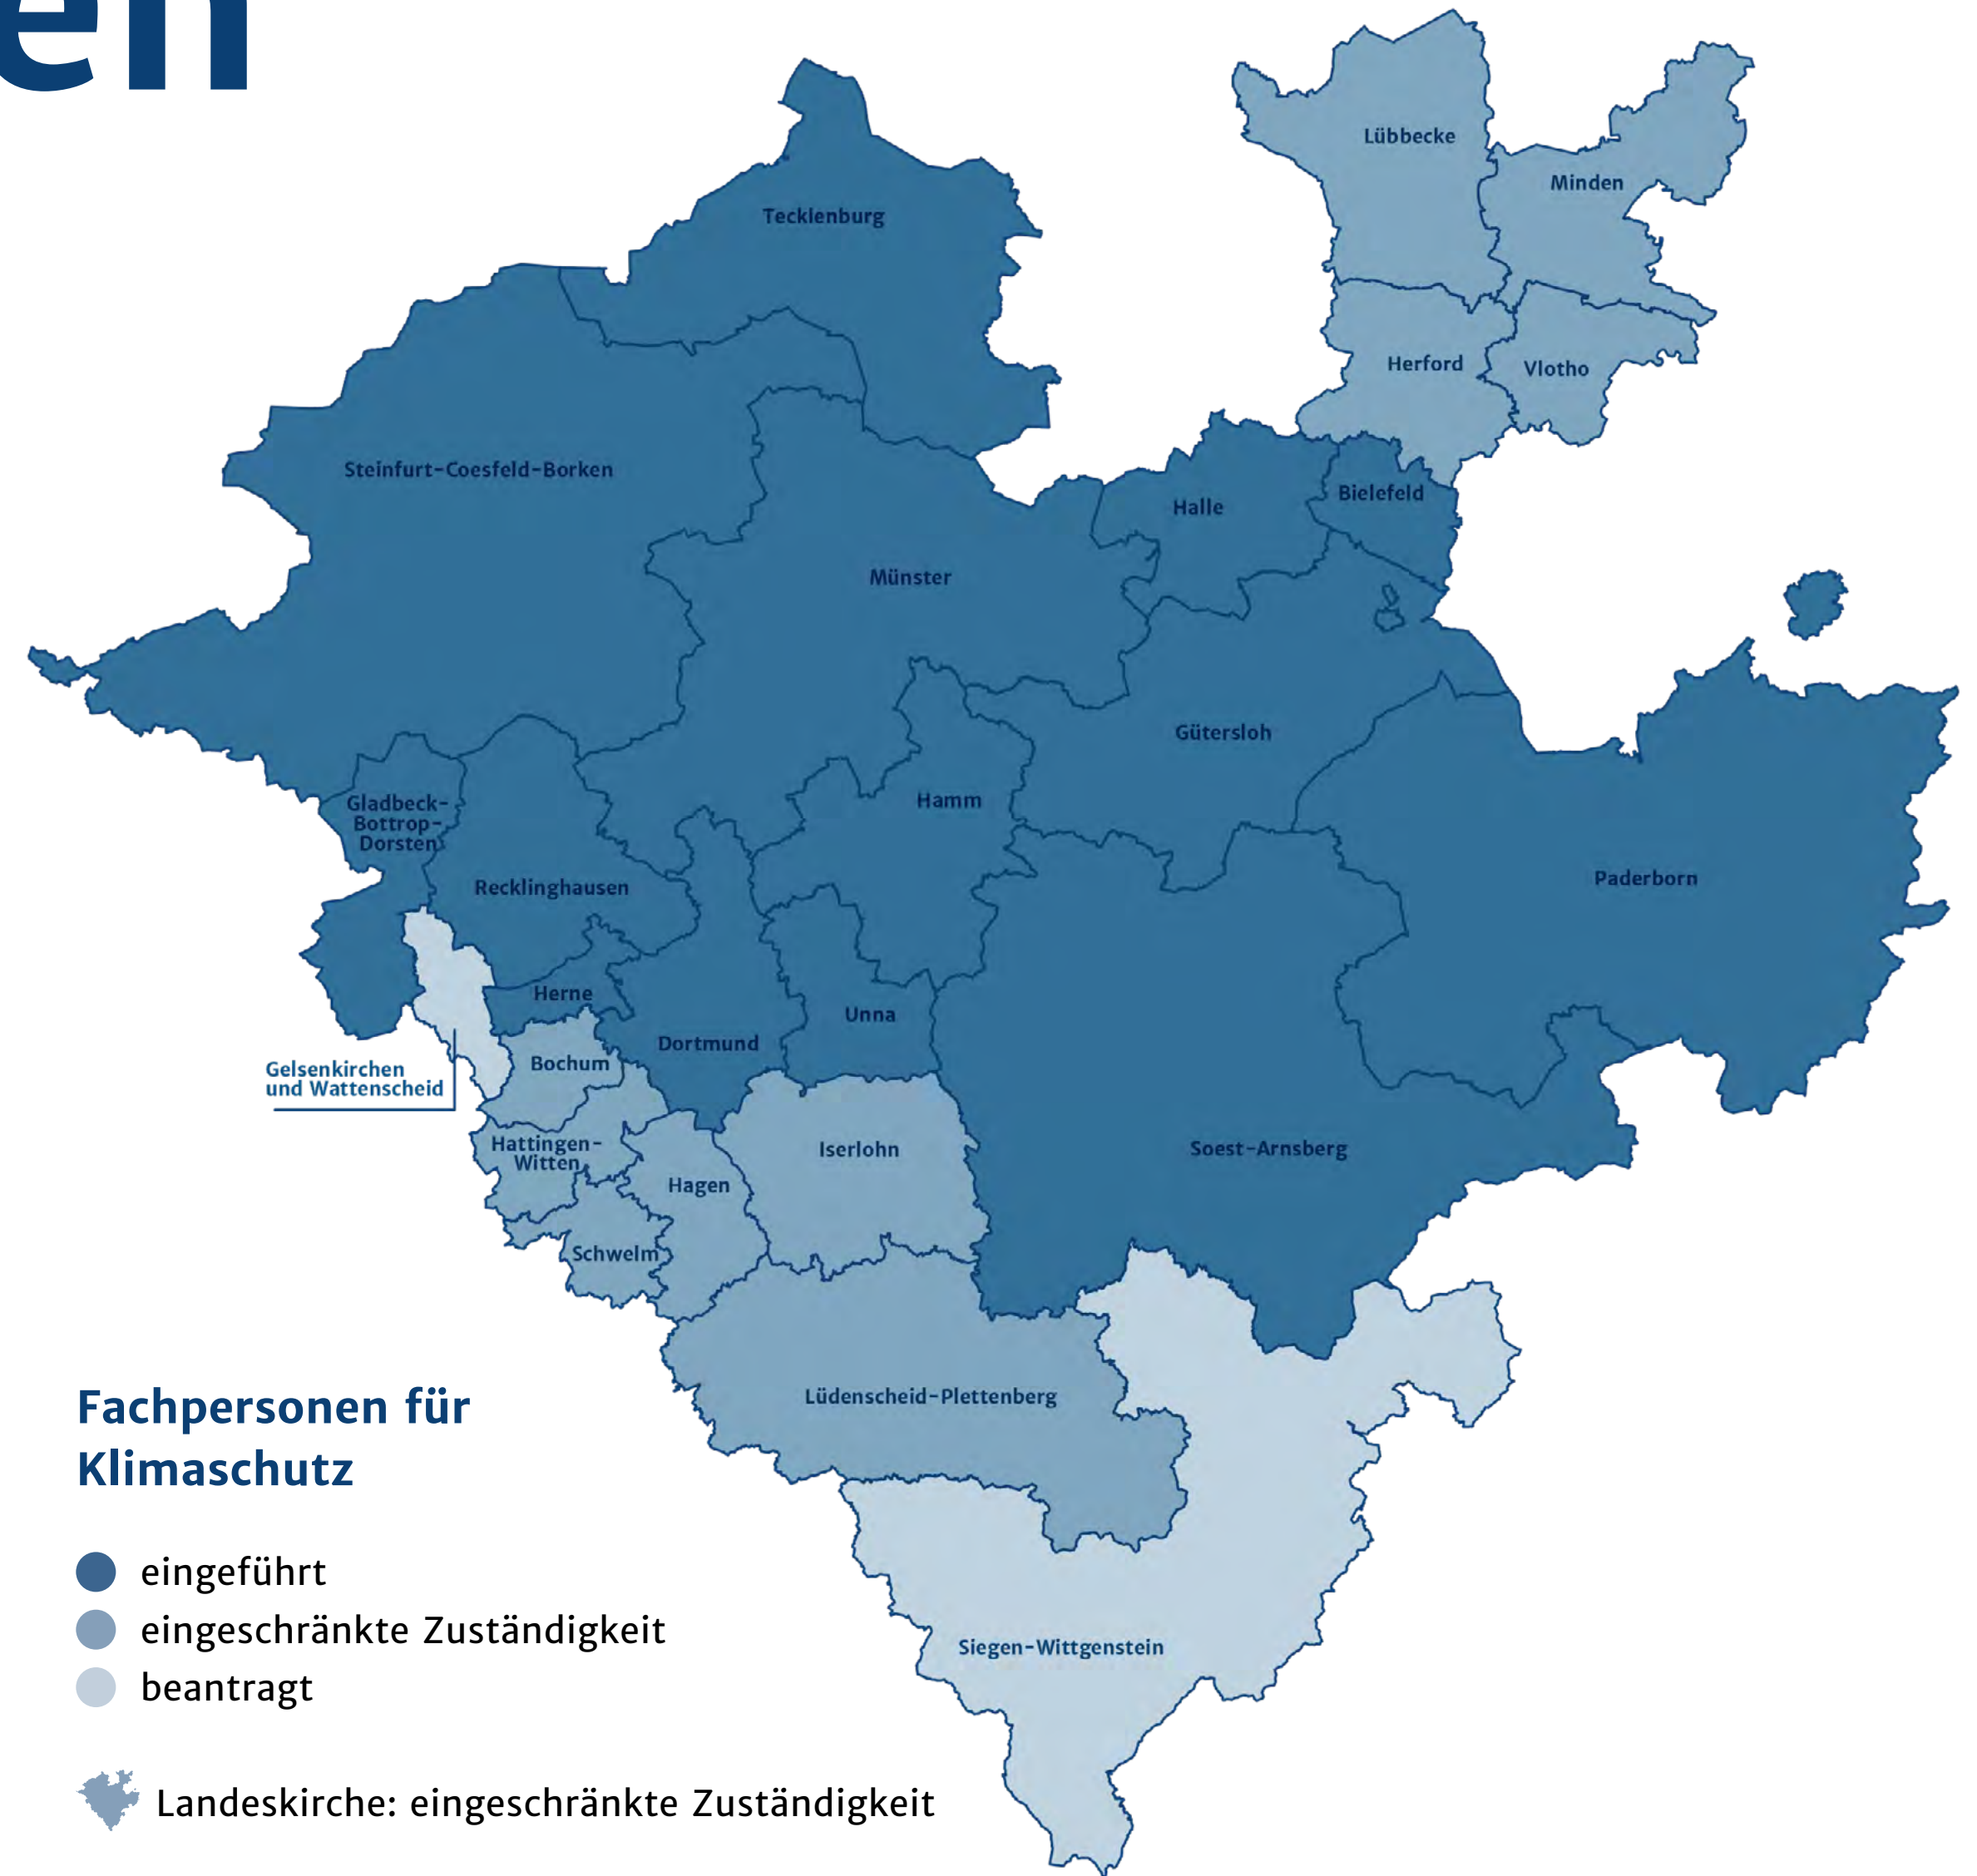 en
Lübbecke
Minden
Tecklenburg
Herford
Vlotho
Steinfurt-Coesfeld-Borken
Bielefeld
Halle
Münster
Gütersloh
Hamm
Gladbeck-
Bottrop-
Dorsten
Paderborn
Recklinghausen
Herne
Unna
Dortmund
Bochum
Gelsenkirchen
und Wattenscheid
Hattingen-
Witten
Iserlohn
Soest-Arnsberg
Hagen
Schwelm
Lüdenscheid-Plettenberg
Siegen-Wittgenstein
Fachpersonen für
Klimaschutz
eingeführt
eingeschränkte Zuständigkeit
beantragt
Landeskirche: eingeschränkte Zuständigkeit